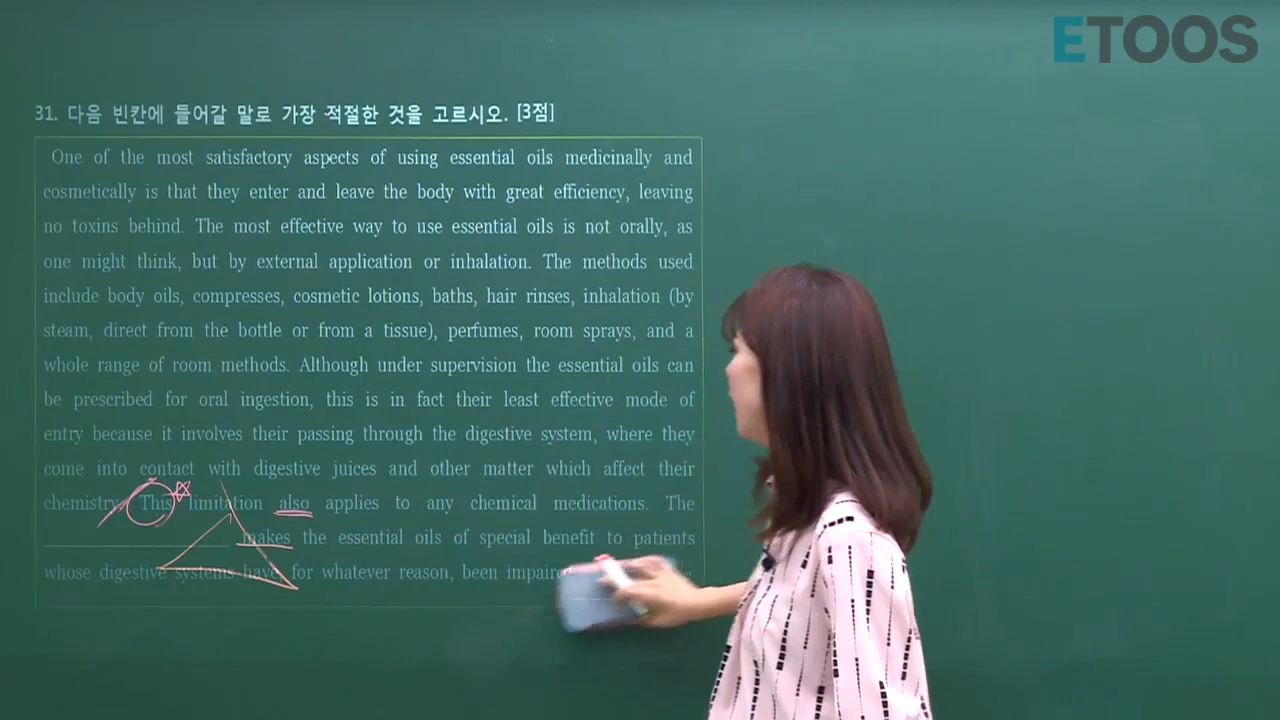 ETOOS
31. 다음 빈칸에 들어갈 말로 가장 적절한 것을 고르시오. [3점]
One of the most satisfactory aspects of using essential oils medicinally and
cosmetically is that they enter and leave the body with great efficiency, leaving
no toxins behind. The most effective way to use essential oils is not orally, as
one might think, but by external application or inhalation. The methods used
include body oils, compresses, cosmetic lotions, baths, hair rinses, inhalation (by
steam, direct from the bottle or from a tissue), perfumes, room sprays, and a
whole range of room methods. Although under supervision the essential oils can
be prescribed for oral ingestion, this is in fact their least effective mode of
entry because it involves their passing through the digestive system, where they
come into contact with digestive juices and other matter which affect their
chemistry. This limitation also applies to any chemical medications. The
makes the essential oils of special benefit to patients
whose digestive systems have, for whatever reason, been